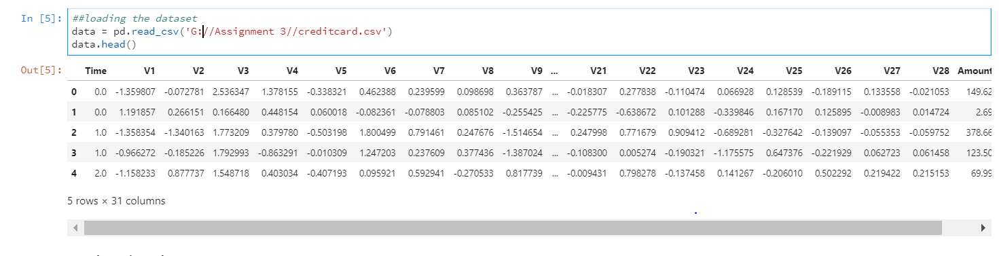 In [5]: ##loading the dataset
data = pd.read_csv('G://Assignment 3//creditcard.csv')
data.head()
Out[5]: Time V1 V2 V3 V4 V5 V6 V7 V8 V9 ... V21 V22 V23 V24 V25 V26 V27 V28 Amount
0 0.0 -1.359807 -0.072781 2.536347 1.378155 -0.338321 0.462388 0.239599 0.098698 0.363787 ... -0.018307 0.277838 -0.110474 0.066928 0.128539 -0.189115 0.133558 -0.021053 149.62
1 0.0 1.191857 0.266151 0.166480 0.448154 0.060018 -0.082361 -0.078803 0.085102 -0.255425 ... -0.225775 -0.638672 0.101288 -0.339846 0.167170 0.125895 -0.008983 0.014724 2.69
2 1.0 -1.358354 -1.340163 1.773209 0.379780 -0.503198 1.800499 0.791461 0.247676 -1.514654 ... 0.247998 0.771679 0.909412 -0.689281 -0.327642 -0.139097 -0.055353 -0.059752 378.66
3 1.0 -0.966272 -0.185226 1.792993 -0.863291 -0.010309 1.247203 0.237609 0.377436 -1.387024 ... -0.108300 0.005274 -0.190321 -1.175575 0.647376 -0.221929 0.062723 0.061458 123.50
4 2.0 -1.158233 0.877737 1.548718 0.403034 -0.407193 0.095921 0.592941 -0.270533 0.817739 ... -0.009431 0.798278 -0.137458 0.141267 -0.206010 0.502292 0.219422 0.215153 69.99
5 rows × 31 columns